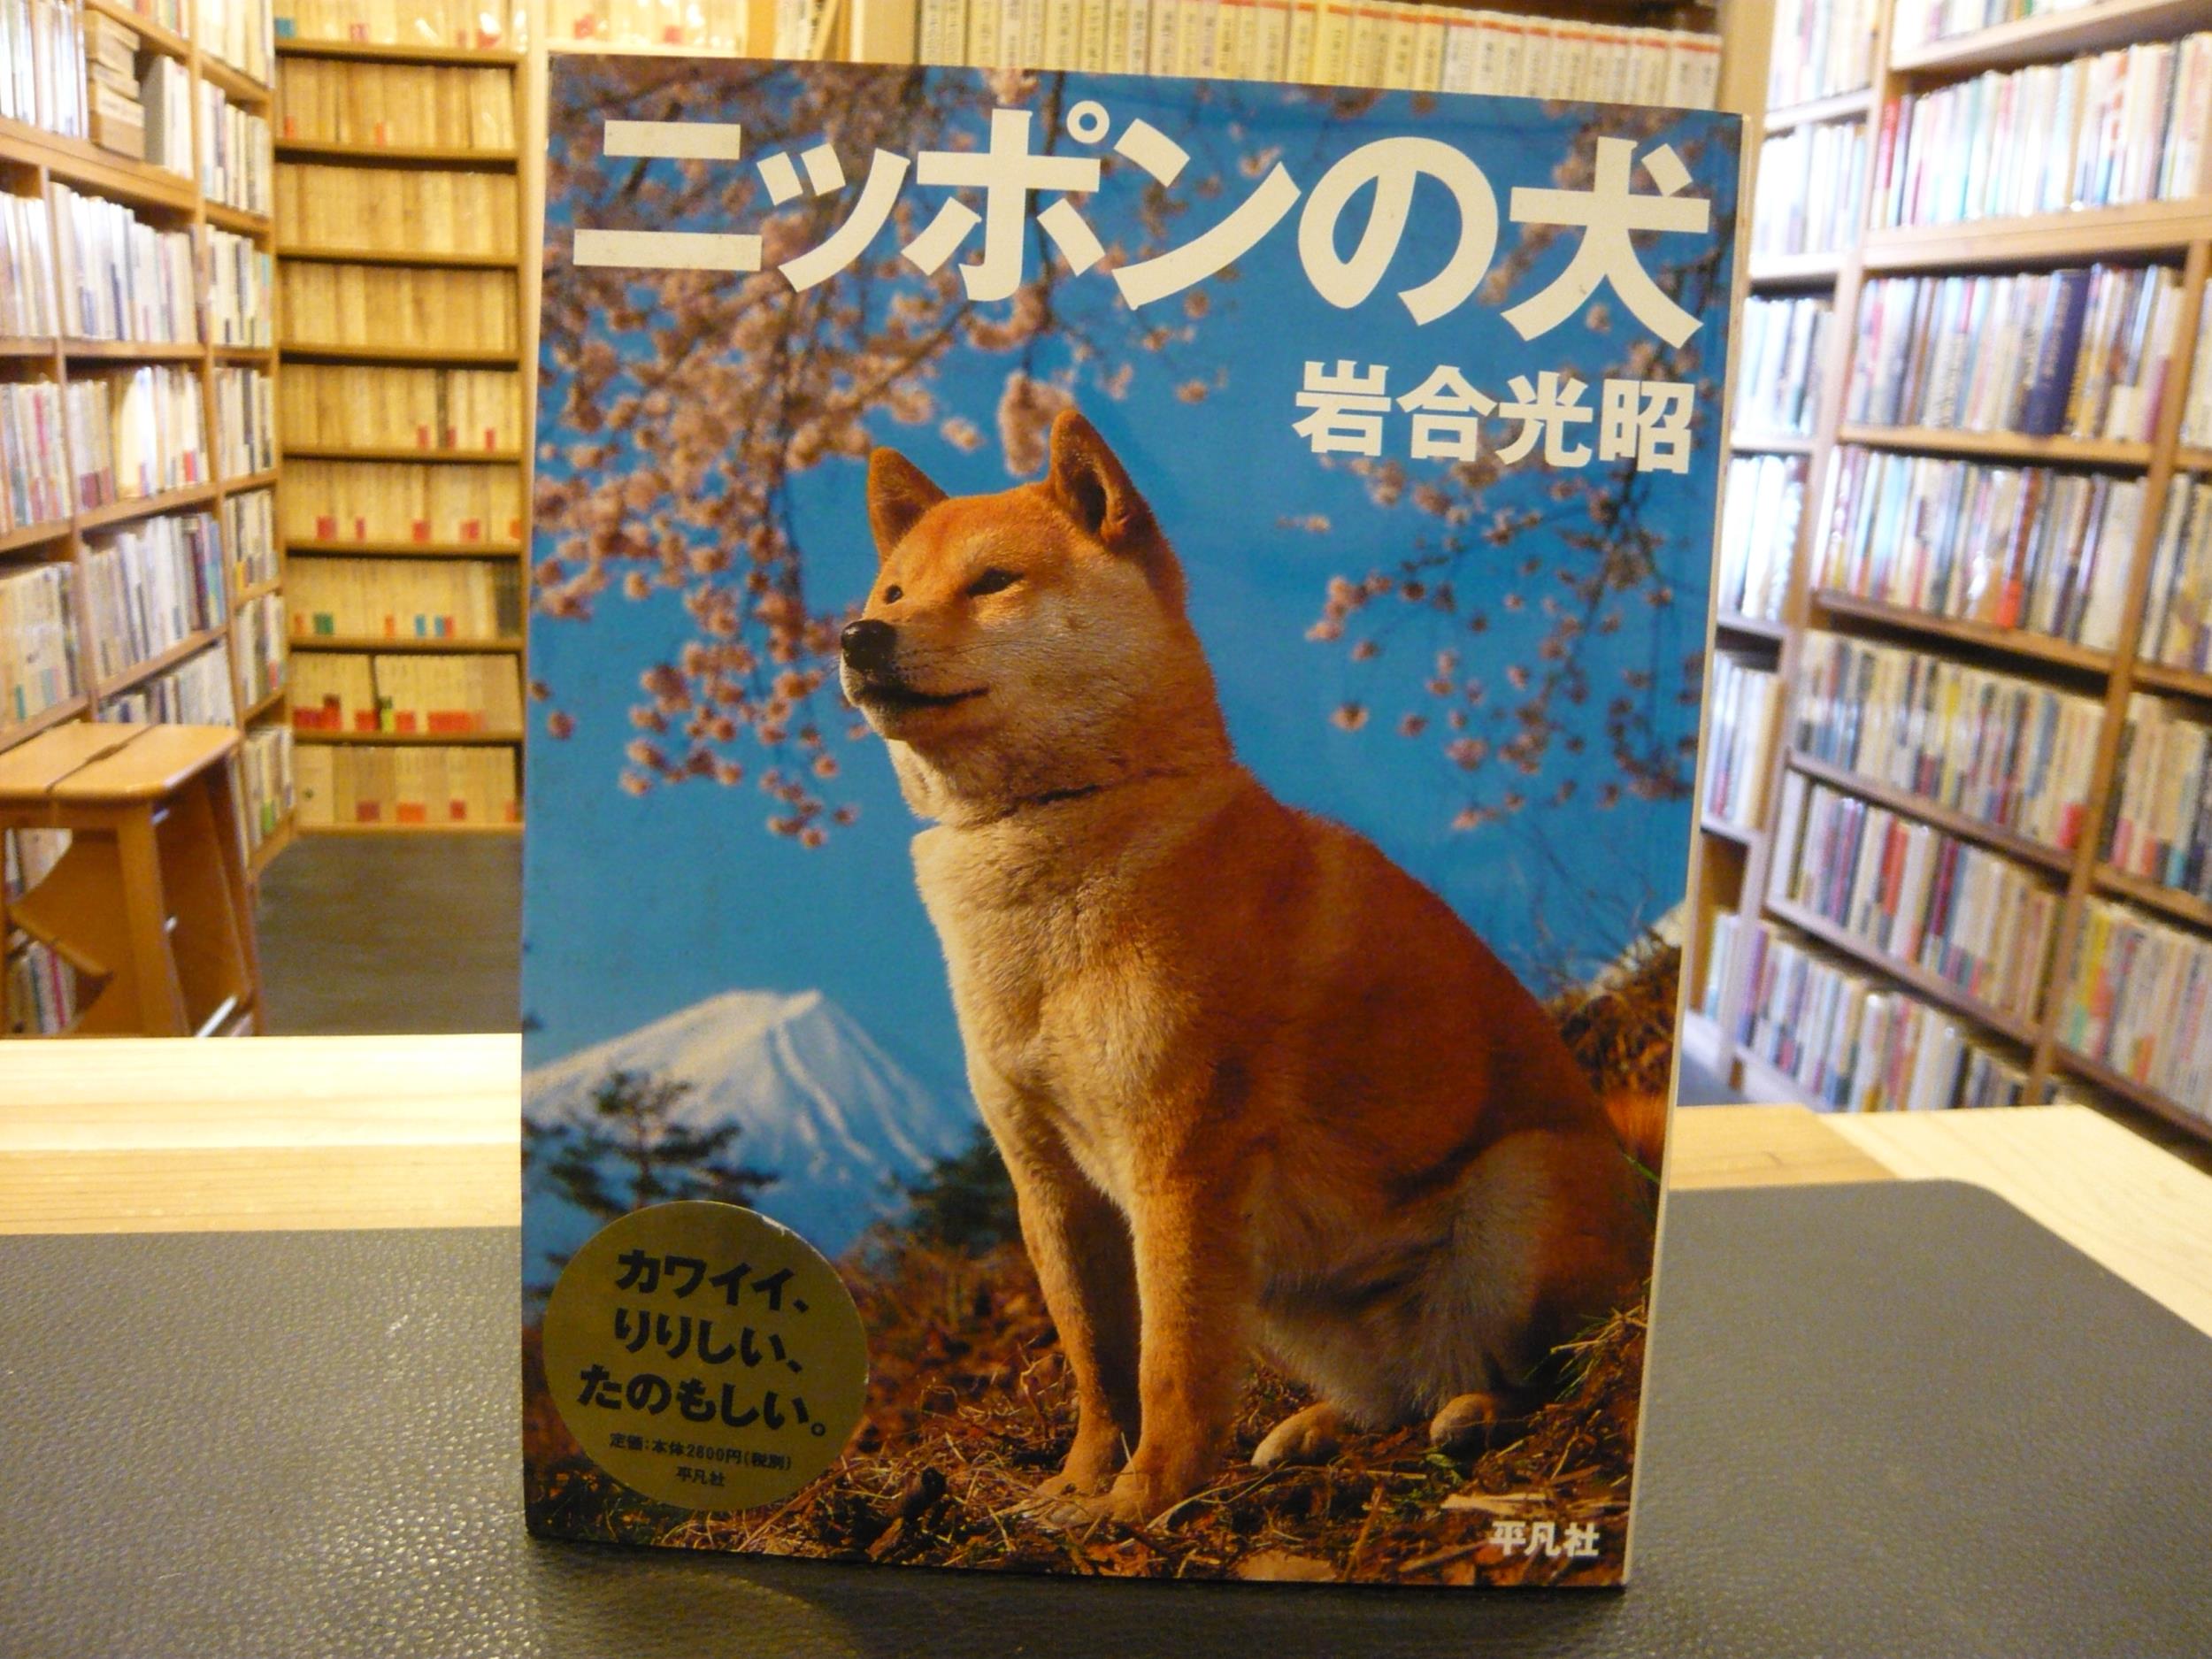 ニッポンの犬
岩合光昭
カワイイ、
りりしい、
たのもしい。
定価:本体2800円(税別)
平凡社
平凡社